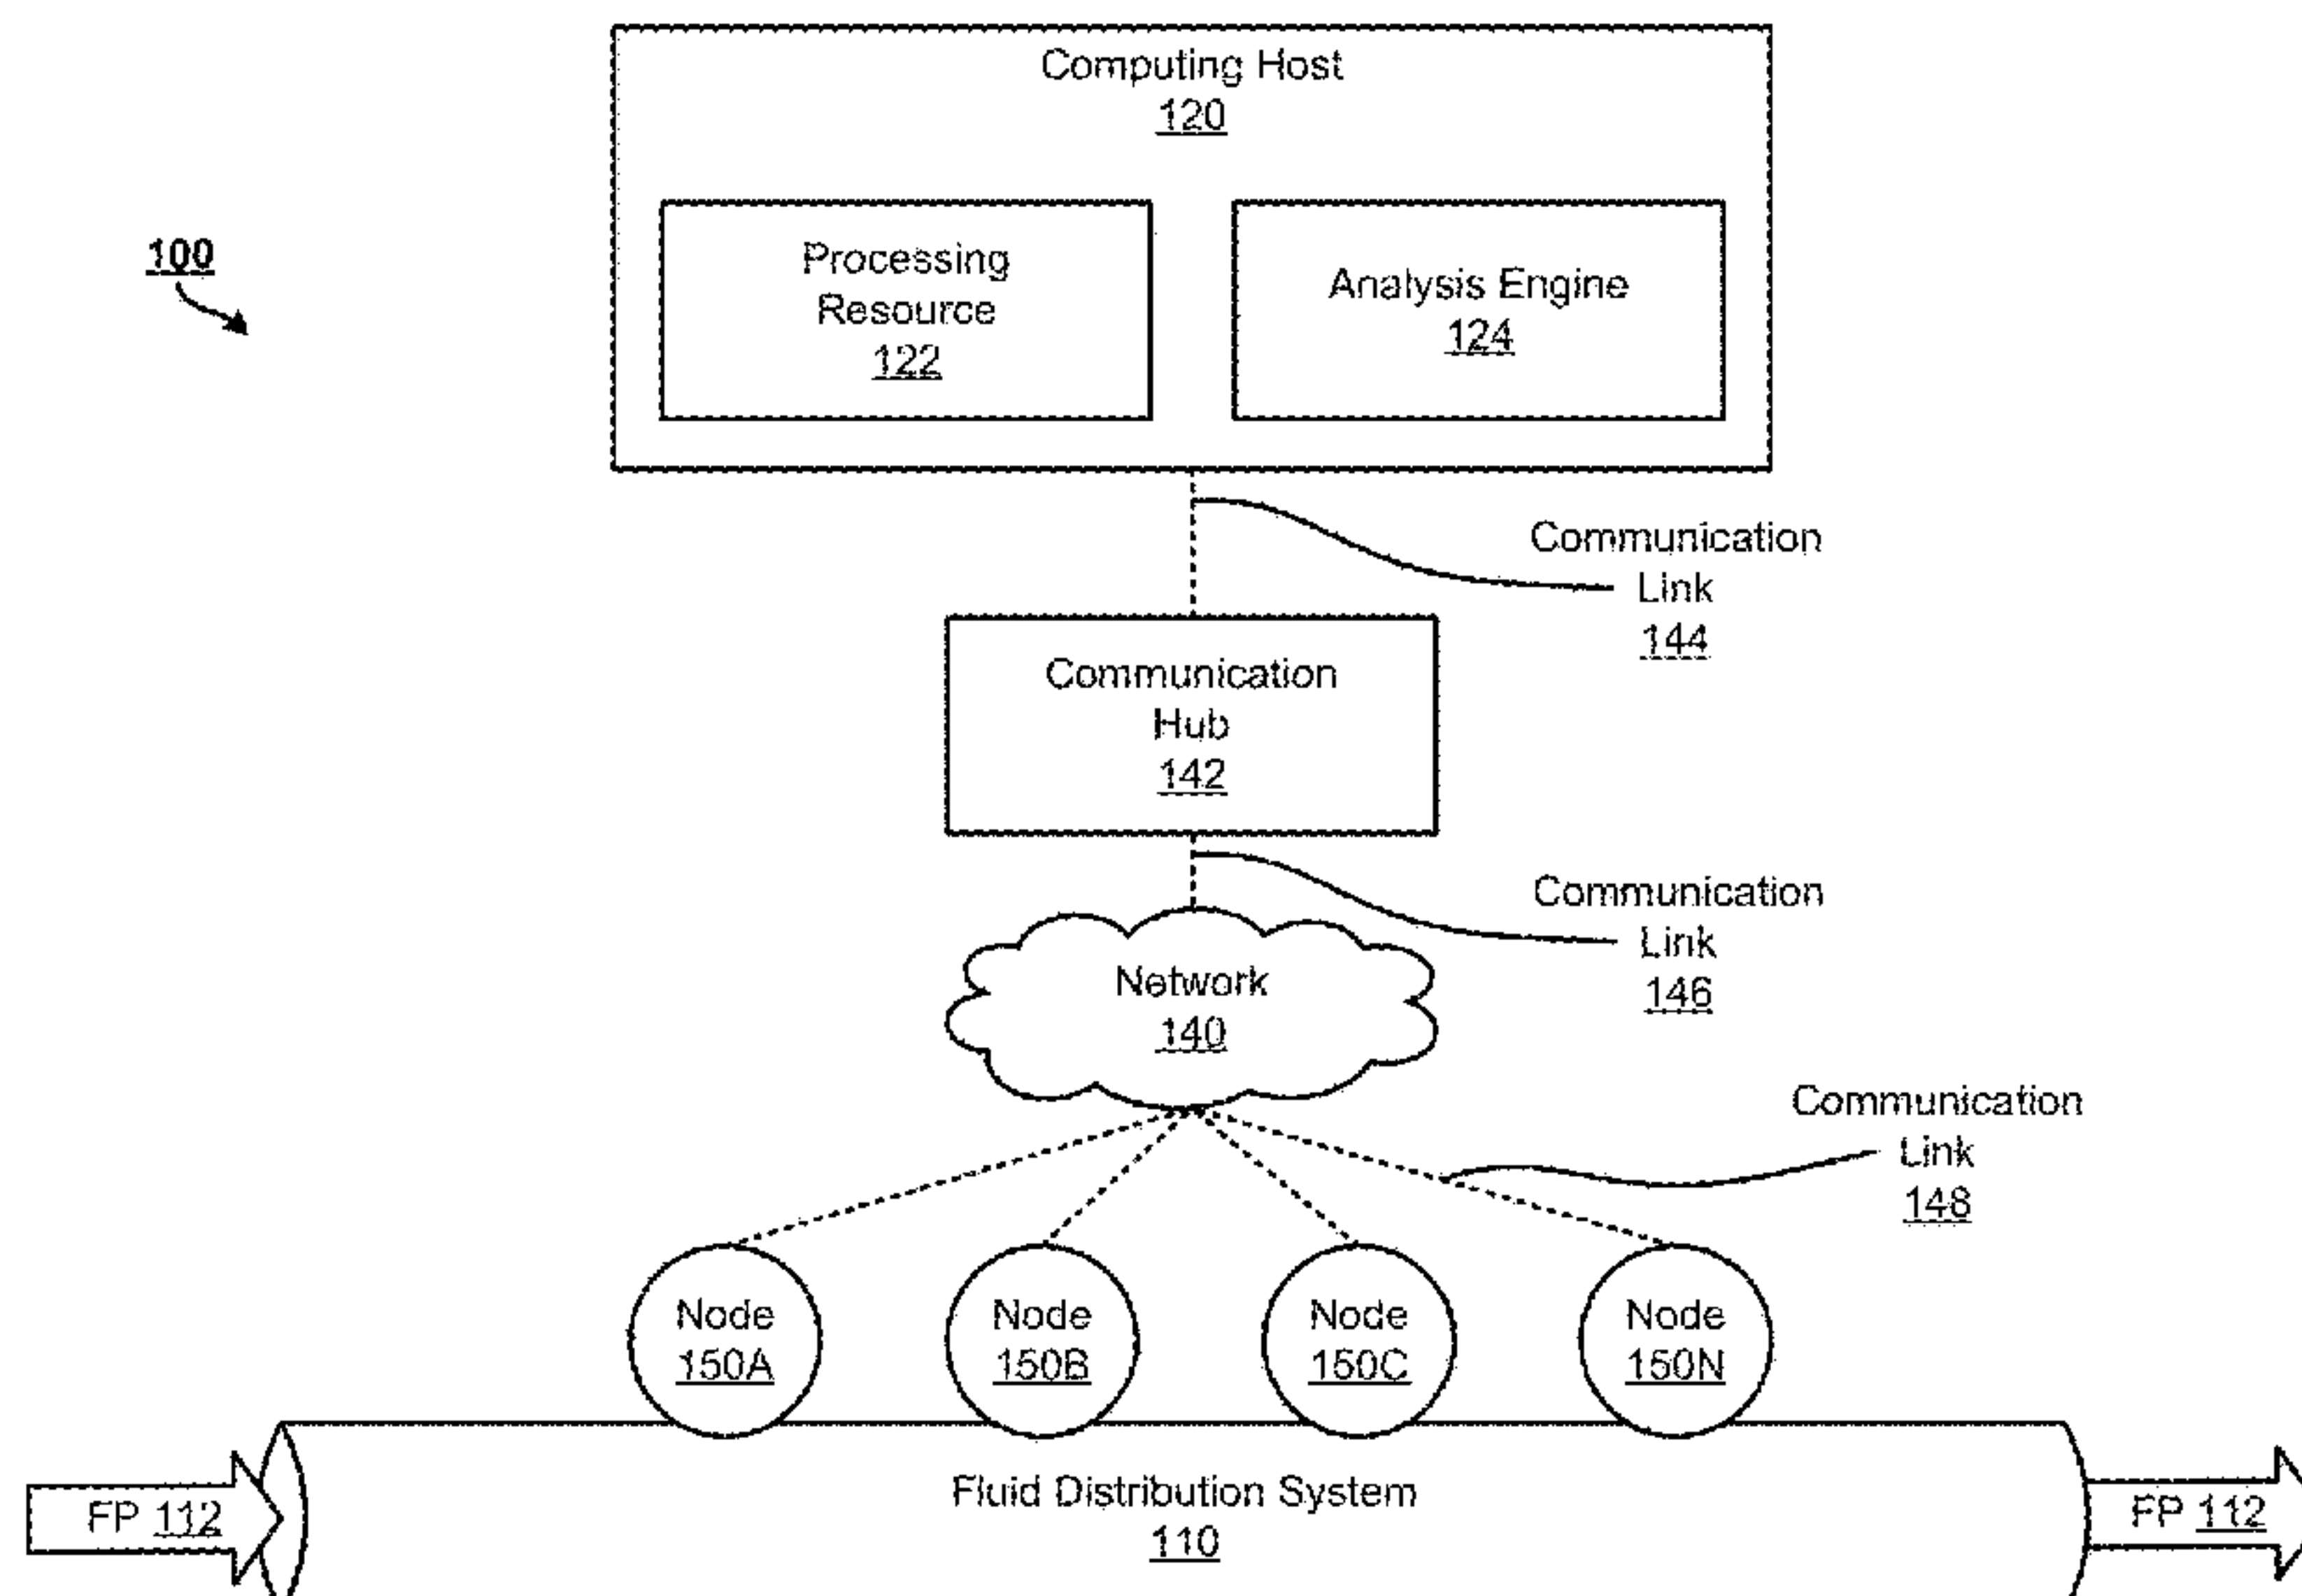 Computing Host
120
100
Processing
Resource
122
Analysis Engine
124
Communication
Link
144
Communication
Hub
142
Communication
Link
146
Network
140
Communication
Link
148
Node
150A
Node
150B
Node
150C
Node
150N
Fluid Distribution System
110
FP 112
FP 112